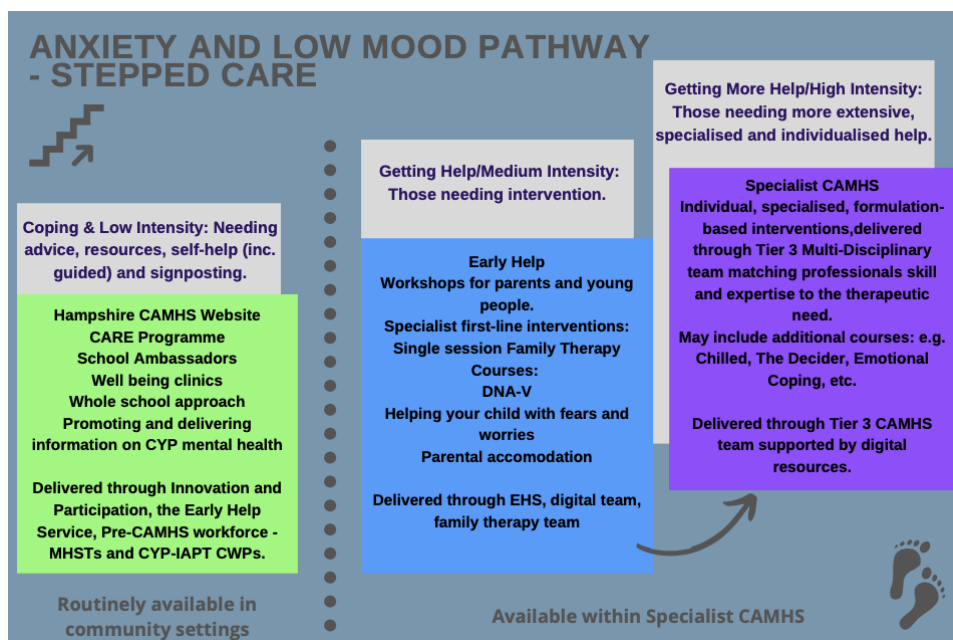 ANXIETY AND LOW MOOD PATHWAY
- STEPPED CARE
Coping & Low Intensity: Needing
advice, resources, self-help (inc.
guided) and signposting.
Hampshire CAMHS Website
CARE Programme
School Ambassadors
Well being clinics
Whole school approach
Promoting and delivering
information on CYP mental health
Delivered through Innovation and
Participation, the Early Help
Service, Pre-CAMHS workforce -
MHSTs and CYP-IAPT CWPs.
Routinely available in
community settings
Getting Help/Medium Intensity:
Those needing intervention.
Early Help
Workshops for parents and young
people.
Specialist first-line interventions:
Single session Family Therapy
Courses:
DNA-V
Helping your child with fears and
worries
Parental accomodation
Delivered through EHS, digital team,
family therapy team
Getting More Help/High Intensity:
Those needing more extensive,
specialised and individualised help.
Specialist CAMHS
Individual, specialised, formulation-
based interventions,delivered
through Tier 3 Multi-Disciplinary
team matching professionals skill
and expertise to the therapeutic
need.
May include additional courses: e.g.
Chilled, The Decider, Emotional
Coping, etc.
Delivered through Tier 3 CAMHS
team supported by digital
resources.
Available within Specialist CAMHS